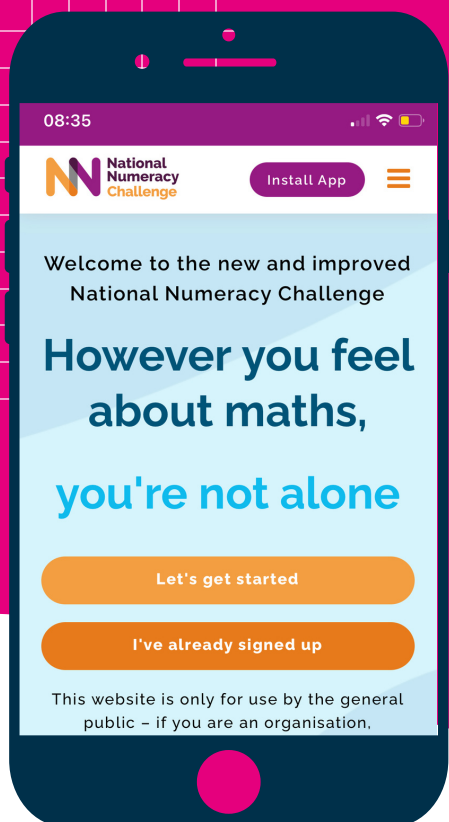 08:35
National
Numeracy
Challenge
Install App
Welcome to the new and improved
National Numeracy Challenge
However you feel
about maths,
you're not alone
Let's get started
I've already signed up
This website is only for use by the general
public – if you are an organisation,